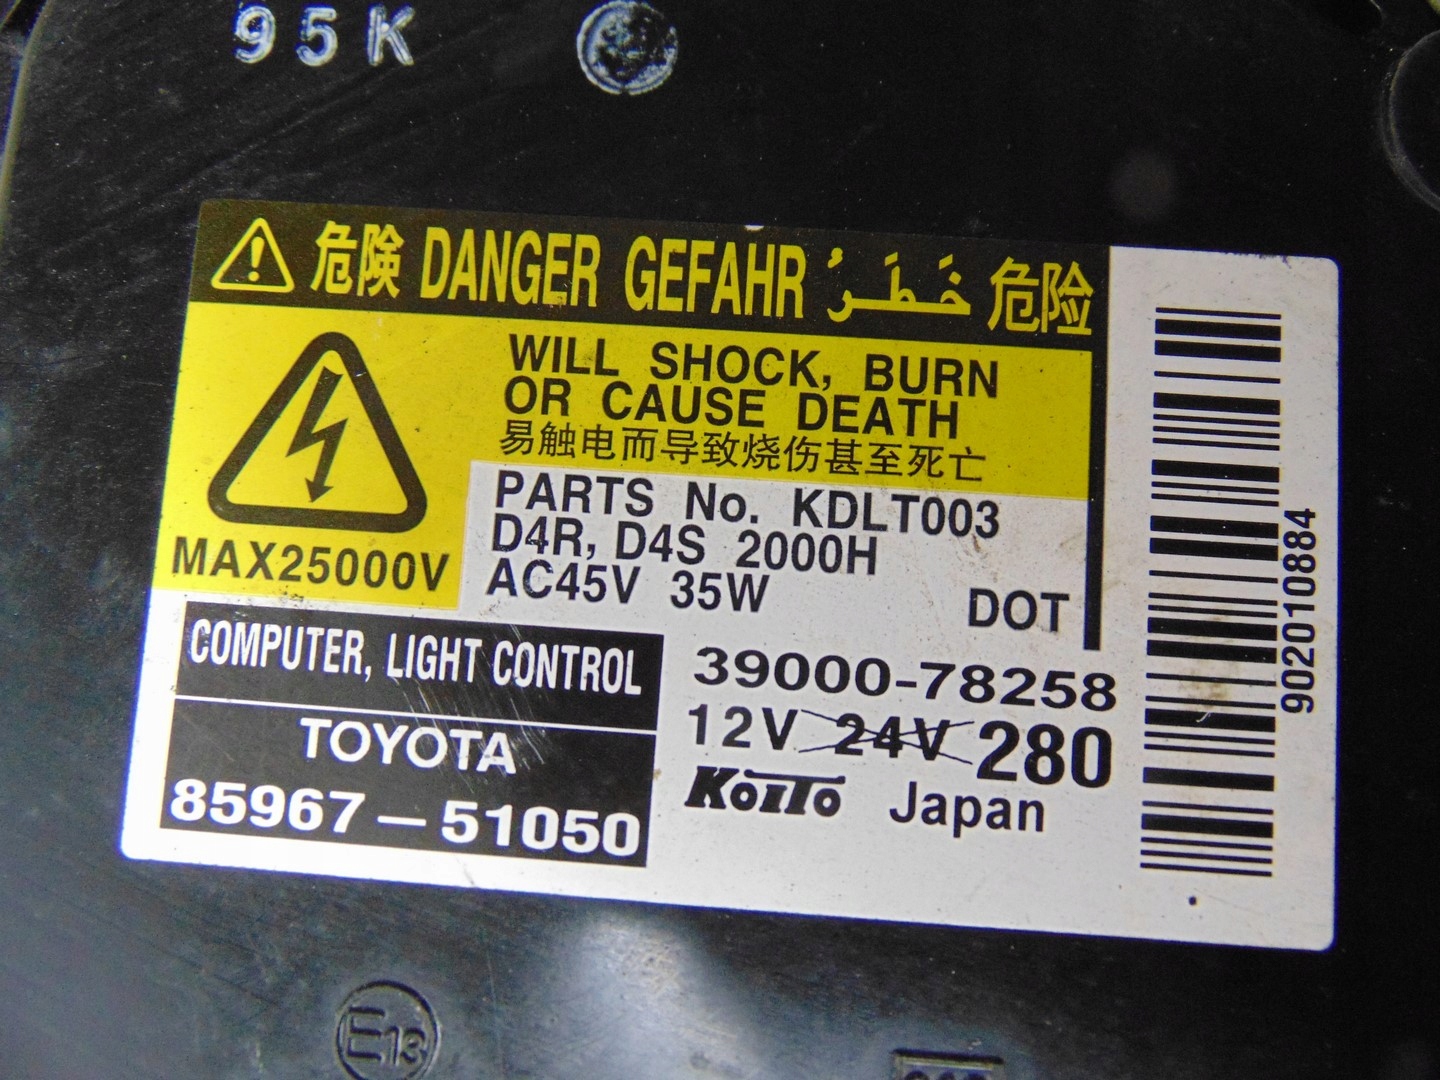 95K
危険 DANGER GEFAHR خَطَرُ 危险
WILL SHOCK, BURN
OR CAUSE DEATH
易触电而导致烧伤甚至死亡
MAX25000V
PARTS No. KDLT003
D4R, D4S 2000H
AC45V 35W
DOT
COMPUTER, LIGHT CONTROL
TOYOTA
85967-51050
39000-78258
12V 24V 280
KOITO Japan
902010884
E13